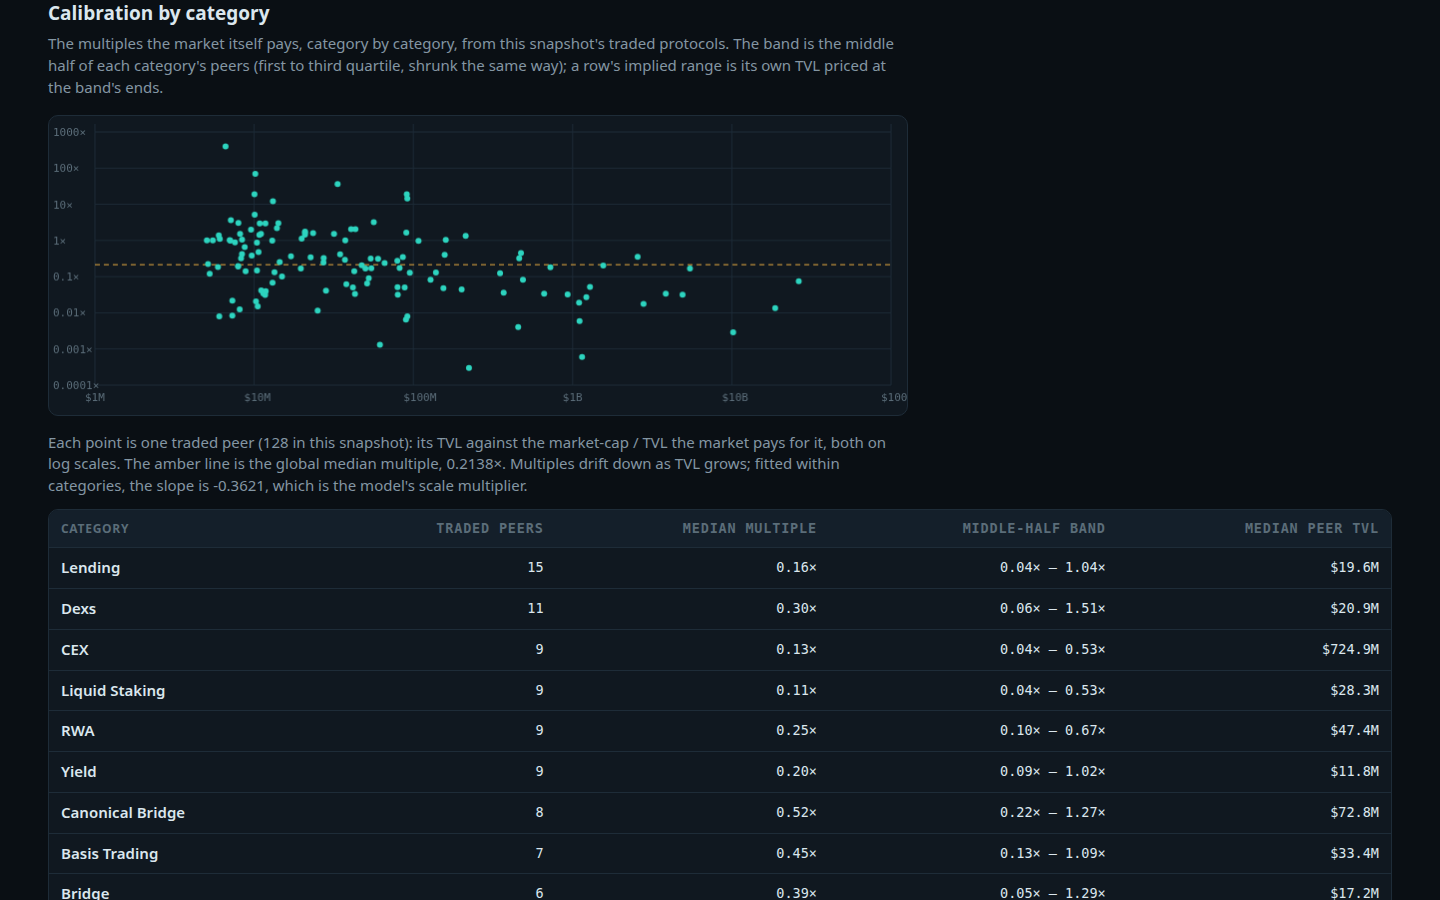 Calibration by category
The multiples the market itself pays, category by category, from this snapshot's traded protocols. The band is the middle
half of each category's peers (first to third quartile, shrunk the same way); a row's implied range is its own TVL priced at
the band's ends.
1000×
100×
10×
1×
0.1×
0.01×
0.001×
0.0001×
$1M $10M $100M $1B $10B $100
Each point is one traded peer (128 in this snapshot): its TVL against the market-cap / TVL the market pays for it, both on
log scales. The amber line is the global median multiple, 0.2138×. Multiples drift down as TVL grows; fitted within
categories, the slope is -0.3621, which is the model's scale multiplier.
CATEGORY TRADED PEERS MEDIAN MULTIPLE MIDDLE-HALF BAND MEDIAN PEER TVL
Lending 15 0.16× 0.04× – 1.04× $19.6M
Dexs 11 0.30× 0.06× – 1.51× $20.9M
CEX 9 0.13× 0.04× – 0.53× $724.9M
Liquid Staking 9 0.11× 0.04× – 0.53× $28.3M
RWA 9 0.25× 0.10× – 0.67× $47.4M
Yield 9 0.20× 0.09× – 1.02× $11.8M
Canonical Bridge 8 0.52× 0.22× – 1.27× $72.8M
Basis Trading 7 0.45× 0.13× – 1.09× $33.4M
Bridge 6 0.39× 0.05× – 1.29× $17.2M